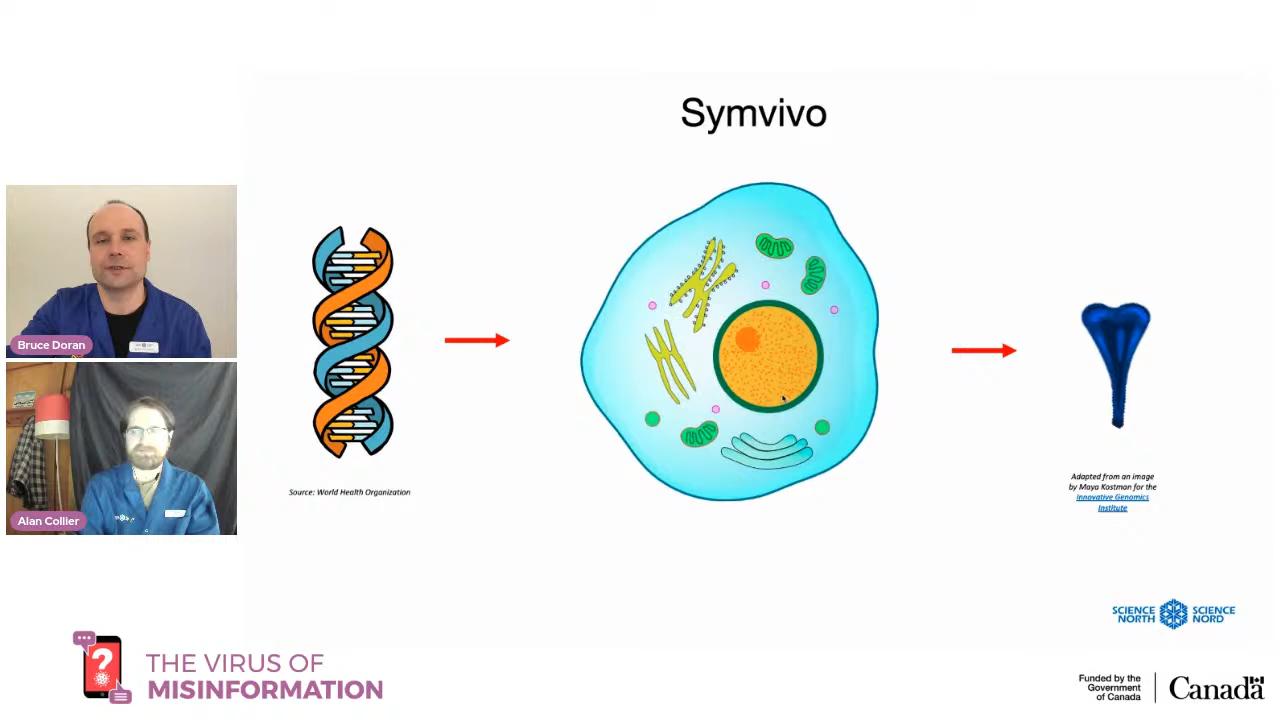 Symvivo
Bruce Doran
Alan Collier
Source: World Health Organization
Adapted from an image
by Maya Kostman for the
Innovative Genomics
Institute
SCIENCE
NORTH
SCIENCE
NORD
?
THE VIRUS OF
MISINFORMATION
Funded by the
Government
of Canada
Canada